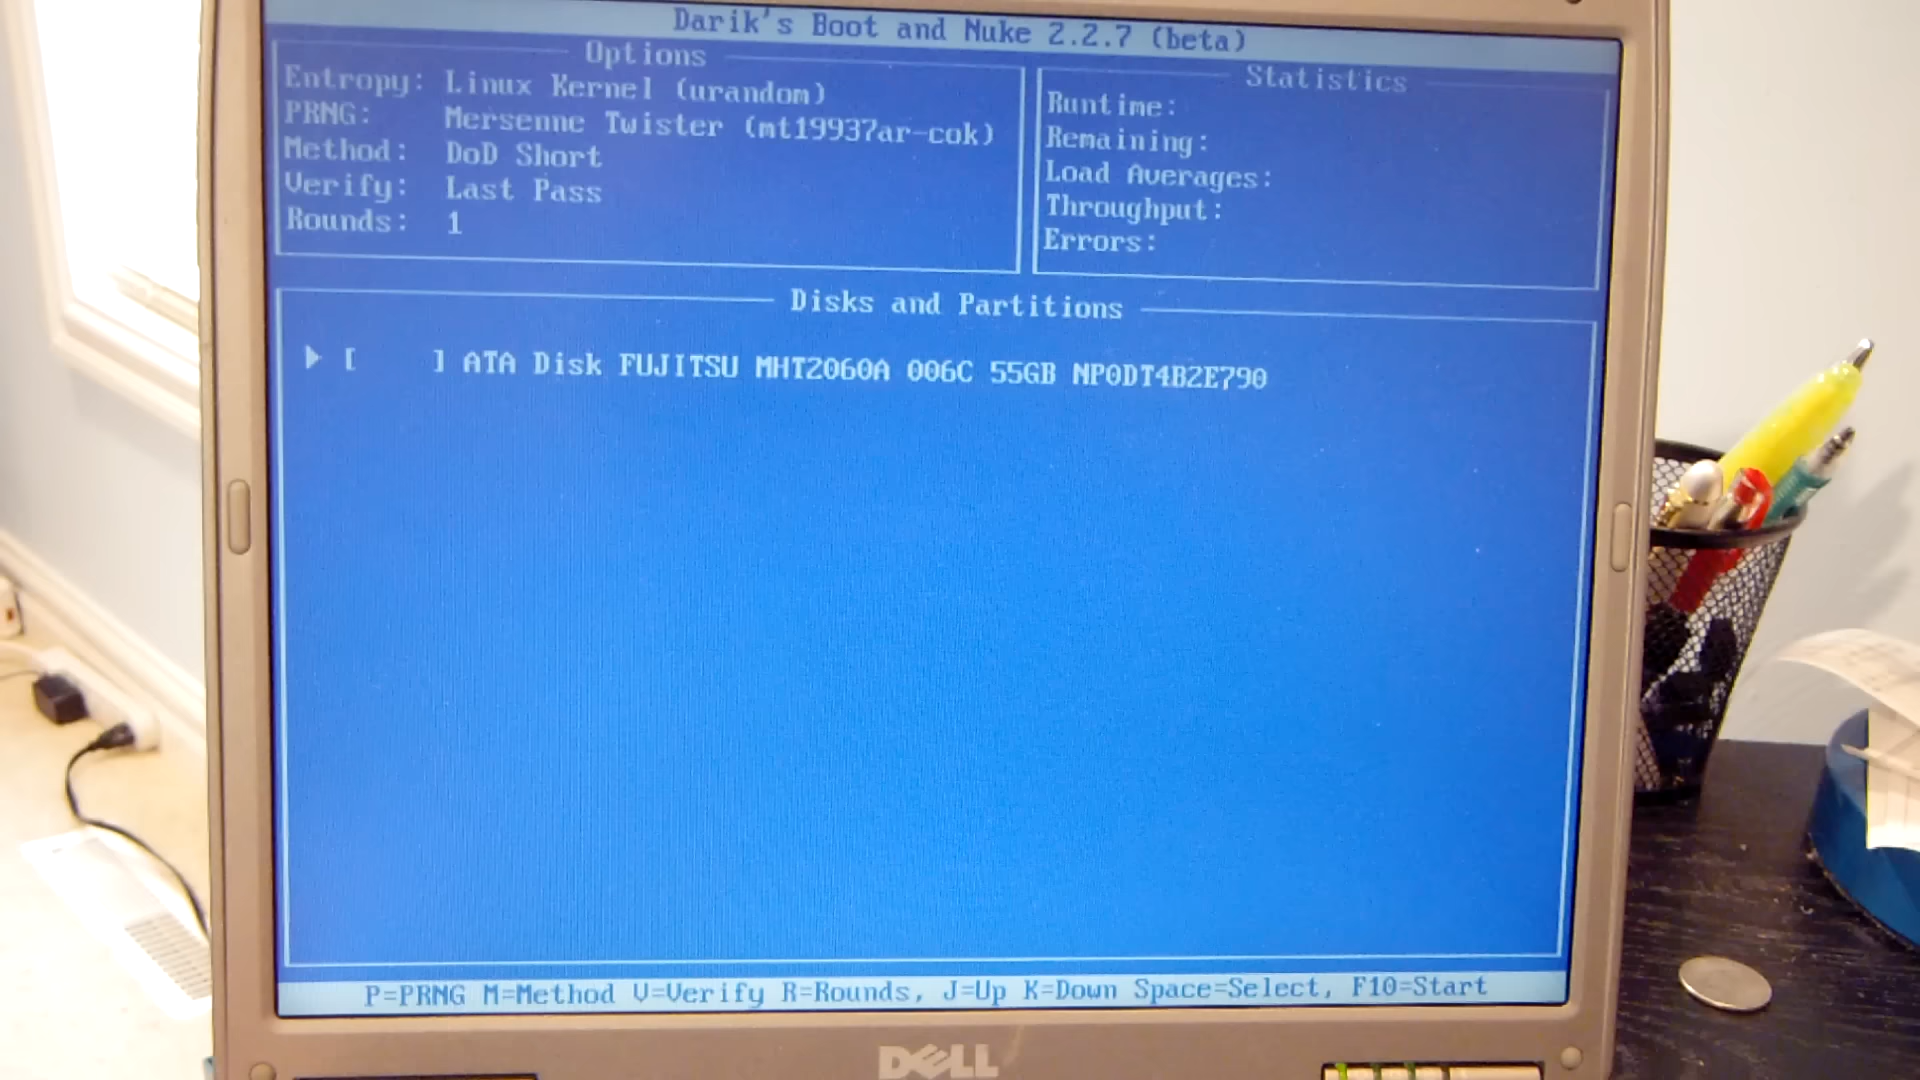 Darik's Boot and Nuke 2.2.7 (beta)
Options
Entropy: Linux Kernel (urandom)
PRNG: Mersenne Twister (mt19937ar-cok)
Method: DoD Short
Verify: Last Pass
Rounds: 1
Statistics
Runtime:
Remaining:
Load Averages:
Throughput:
Errors:
Disks and Partitions
▶ [ ] ATA Disk FUJITSU MHT2060A 006C 55GB NP0DT4B2E790
P=PRNG M=Method V=Verify R=Rounds, J=Up K=Down Space=Select, F10=Start
DELL